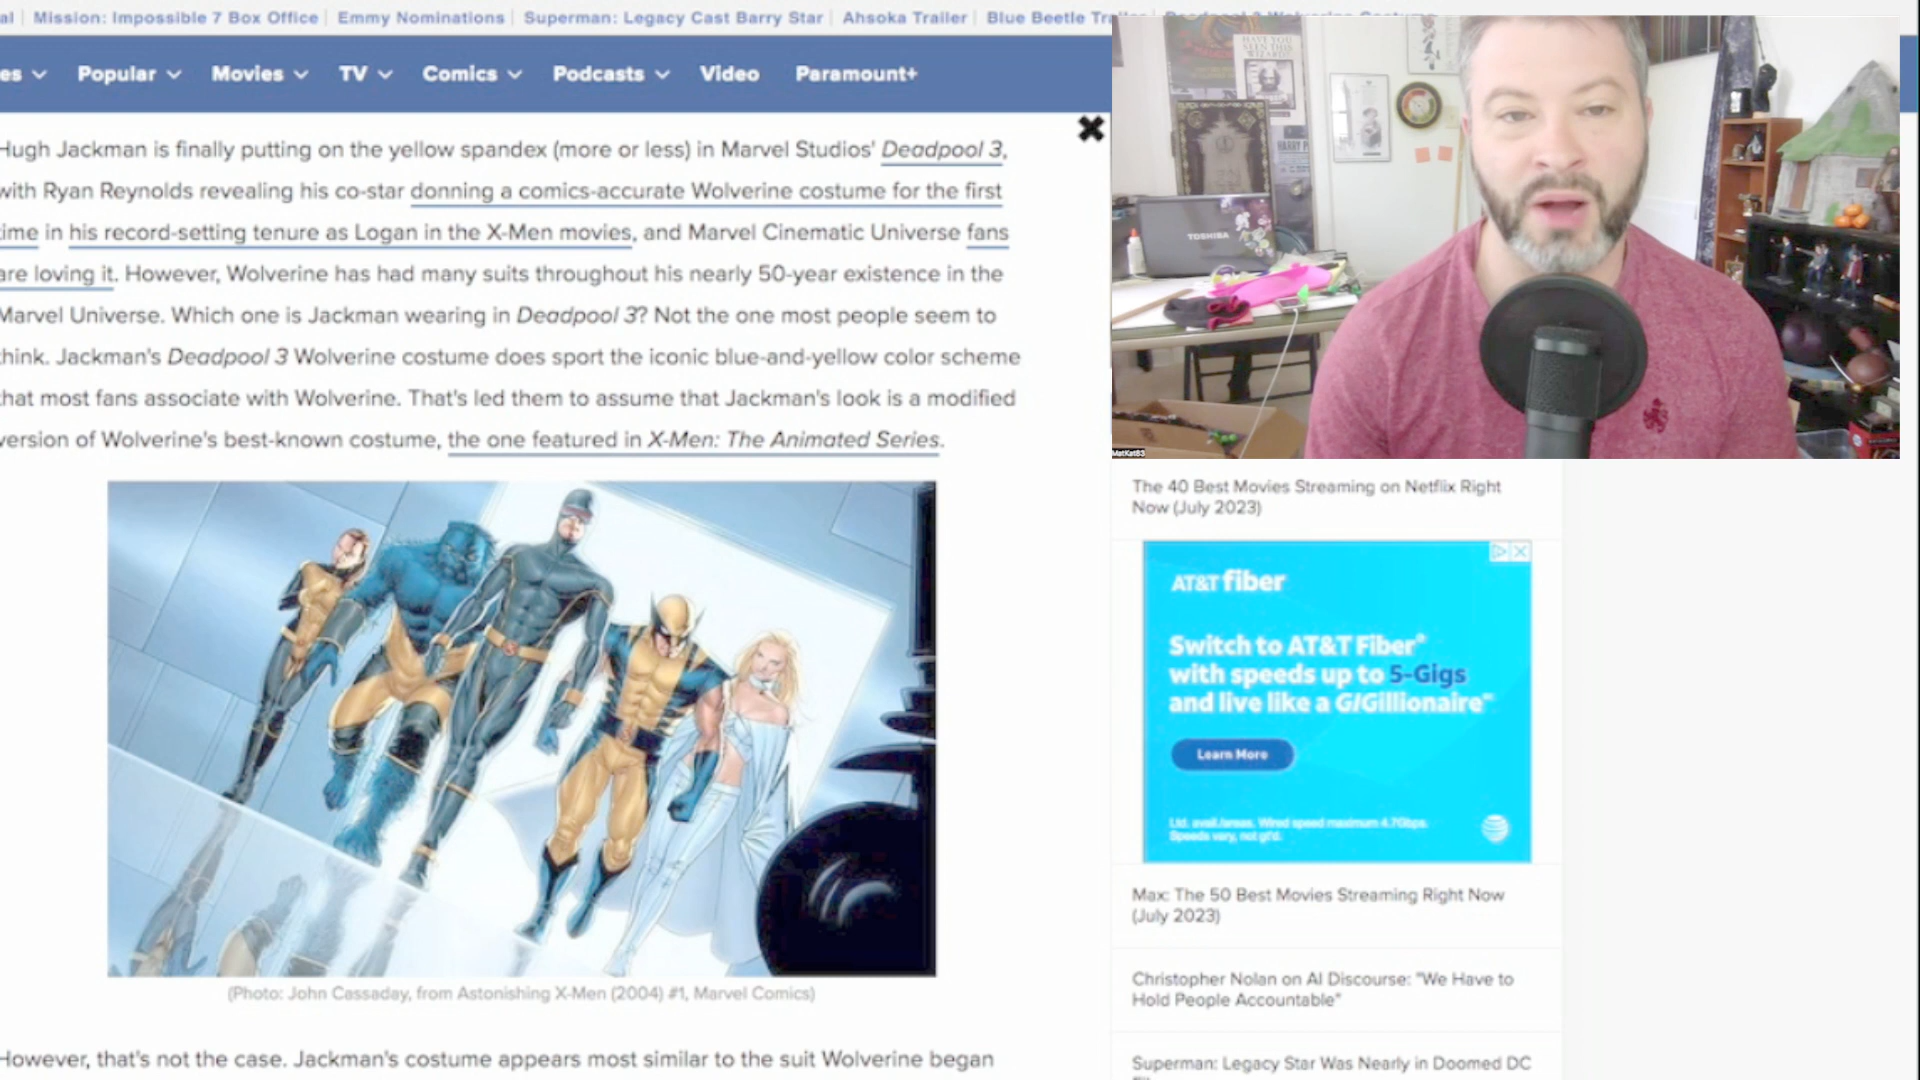 al | Mission: Impossible 7 Box Office | Emmy Nominations | Superman: Legacy Cast Barry Star | Ahsoka Trailer | Blue Beetle
es Popular Movies TV Comics Podcasts Video Paramount+
Hugh Jackman is finally putting on the yellow spandex (more or less) in Marvel Studios' Deadpool 3,
with Ryan Reynolds revealing his co-star donning a comics-accurate Wolverine costume for the first
time in his record-setting tenure as Logan in the X-Men movies, and Marvel Cinematic Universe fans
are loving it. However, Wolverine has had many suits throughout his nearly 50-year existence in the
Marvel Universe. Which one is Jackman wearing in Deadpool 3? Not the one most people seem to
think. Jackman's Deadpool 3 Wolverine costume does sport the iconic blue-and-yellow color scheme
that most fans associate with Wolverine. That's led them to assume that Jackman's look is a modified
version of Wolverine's best-known costume, the one featured in X-Men: The Animated Series.
(Photo: John Cassaday, from Astonishing X-Men (2004) #1, Marvel Comics)
However, that's not the case. Jackman's costume appears most similar to the suit Wolverine began
HAVE YOU
SEEN THIS
WIZARD
HARRY
TOSHIBA
MatKat83
The 40 Best Movies Streaming on Netflix Right
Now (July 2023)
AT&T fiber
Switch to AT&T Fiber®
with speeds up to 5-Gigs
and live like a GIGillionaire℠
Learn More
Ltd. avail./areas. Wired speed maximum 4.7Gbps.
Speeds vary, not gt'd.
Max: The 50 Best Movies Streaming Right Now
(July 2023)
Christopher Nolan on AI Discourse: "We Have to
Hold People Accountable"
Superman: Legacy Star Was Nearly in Doomed DC